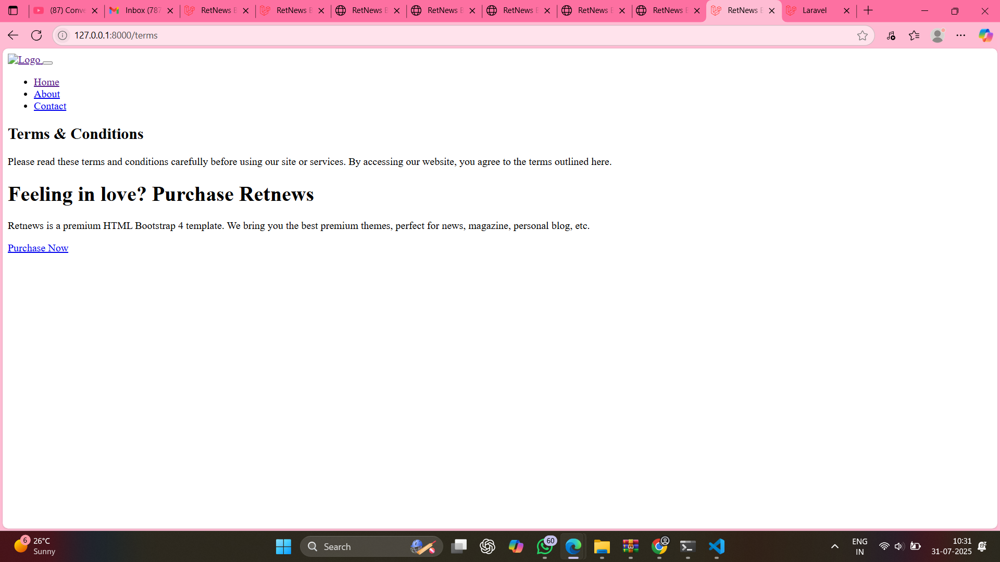 (87) Conve
Inbox (787
RetNews B
RetNews B
RetNews B
RetNews B
RetNews B
RetNews B
RetNews B
RetNews B
Laravel
127.0.0.1:8000/terms
Logo
Home
About
Contact
Terms & Conditions
Please read these terms and conditions carefully before using our site or services. By accessing our website, you agree to the terms outlined here.
Feeling in love? Purchase Retnews
Retnews is a premium HTML Bootstrap 4 template. We bring you the best premium themes, perfect for news, magazine, personal blog, etc.
Purchase Now
6
26°C
Sunny
Search
60
ENG
IN
10:31
31-07-2025